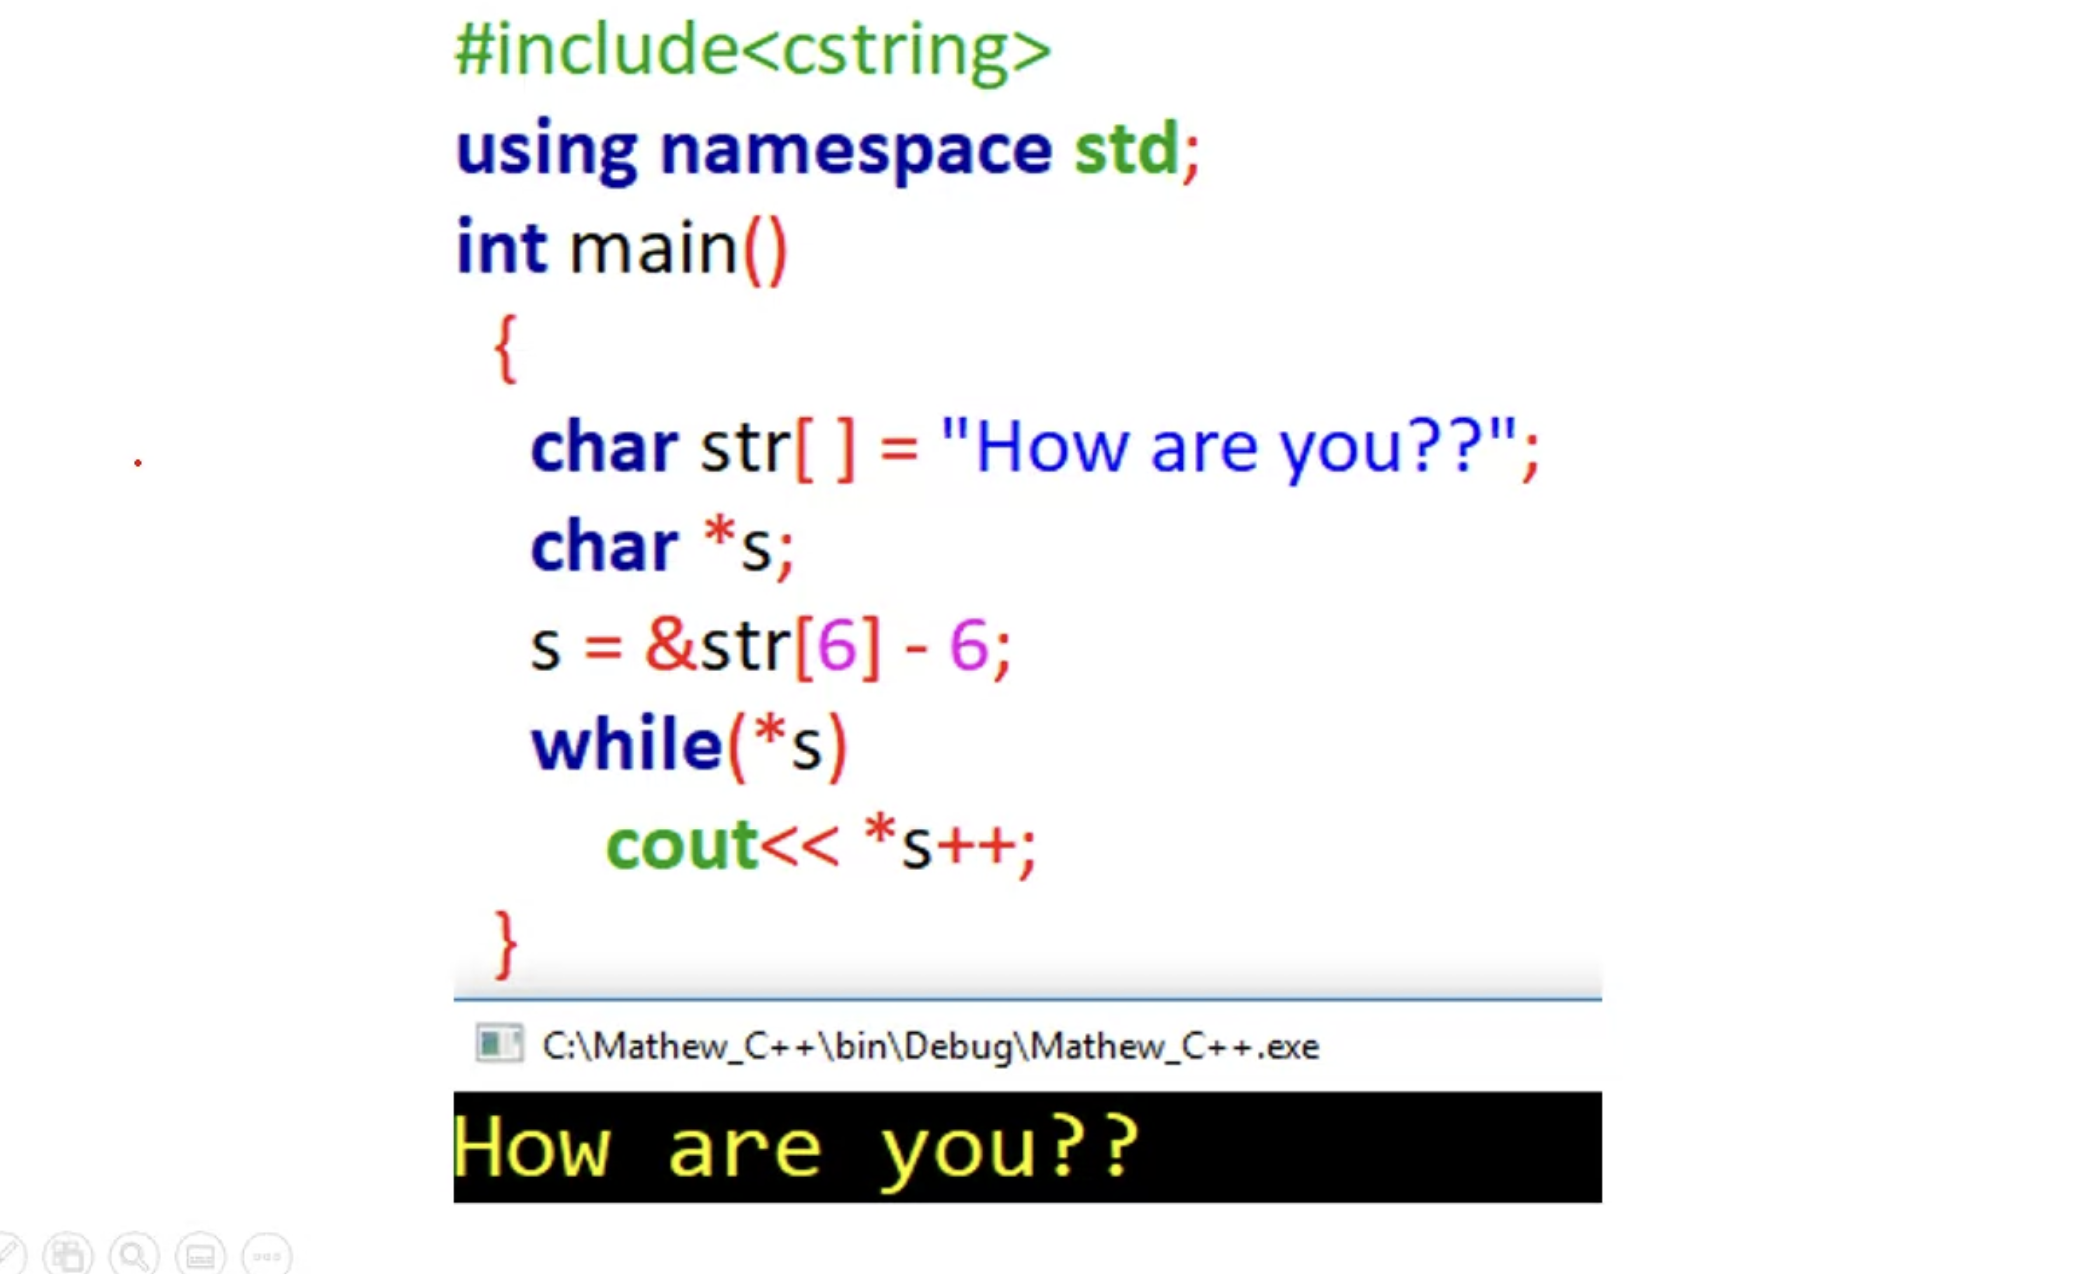 #include<cstring>
using namespace std;
int main()
{
char str[ ] = "How are you??";
char *s;
s = &str[6] - 6;
while(*s)
cout<< *s++;
}
C:\Mathew_C++\bin\Debug\Mathew_C++.exe
How are you??